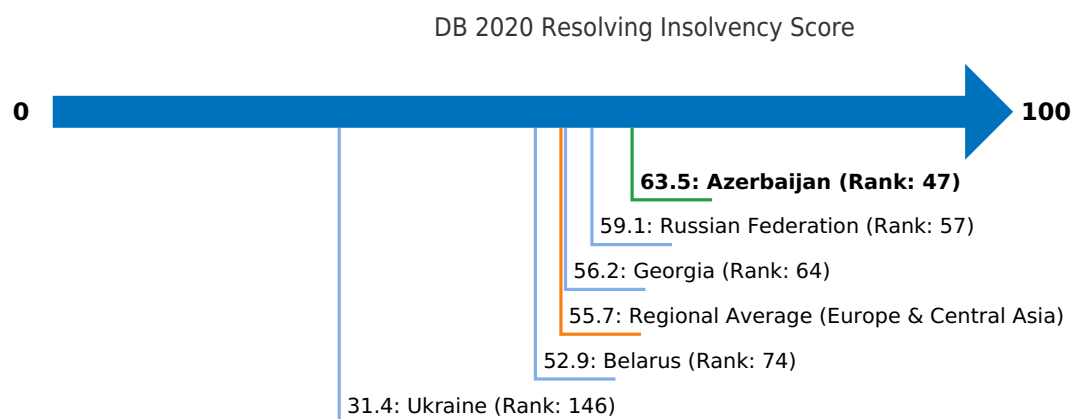 DB 2020 Resolving Insolvency Score
0
100
63.5: Azerbaijan (Rank: 47)
59.1: Russian Federation (Rank: 57)
56.2: Georgia (Rank: 64)
55.7: Regional Average (Europe & Central Asia)
52.9: Belarus (Rank: 74)
31.4: Ukraine (Rank: 146)